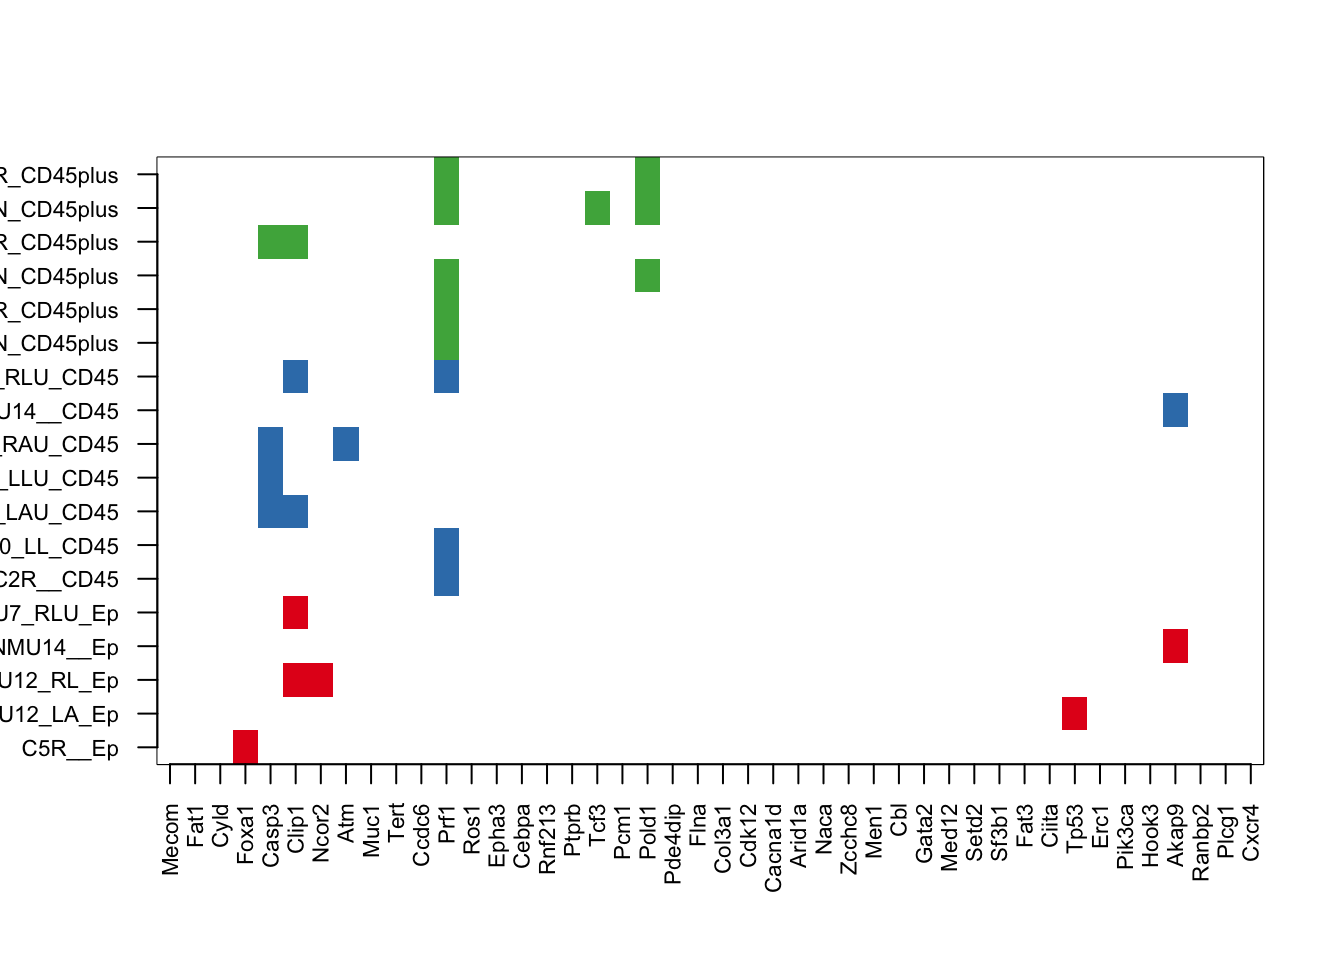 R_CD45plus
N_CD45plus
R_CD45plus
N_CD45plus
R_CD45plus
N_CD45plus
_RLU_CD45
U14__CD45
_RAU_CD45
_LLU_CD45
_LAU_CD45
0_LL_CD45
C2R__CD45
U7_RLU_Ep
NMU14__Ep
U12_RL_Ep
U12_LA_Ep
C5R__Ep
Mecom
Fat1
Cyld
Foxa1
Casp3
Clip1
Ncor2
Atm
Muc1
Tert
Ccdc6
Prf1
Ros1
Epha3
Cebpa
Rnf213
Ptprb
Tcf3
Pcm1
Pold1
Pde4dip
Flna
Col3a1
Cdk12
Cacna1d
Arid1a
Naca
Zcchc8
Men1
Cbl
Gata2
Med12
Setd2
Sf3b1
Fat3
Ciita
Tp53
Erc1
Pik3ca
Hook3
Akap9
Ranbp2
Plcg1
Cxcr4